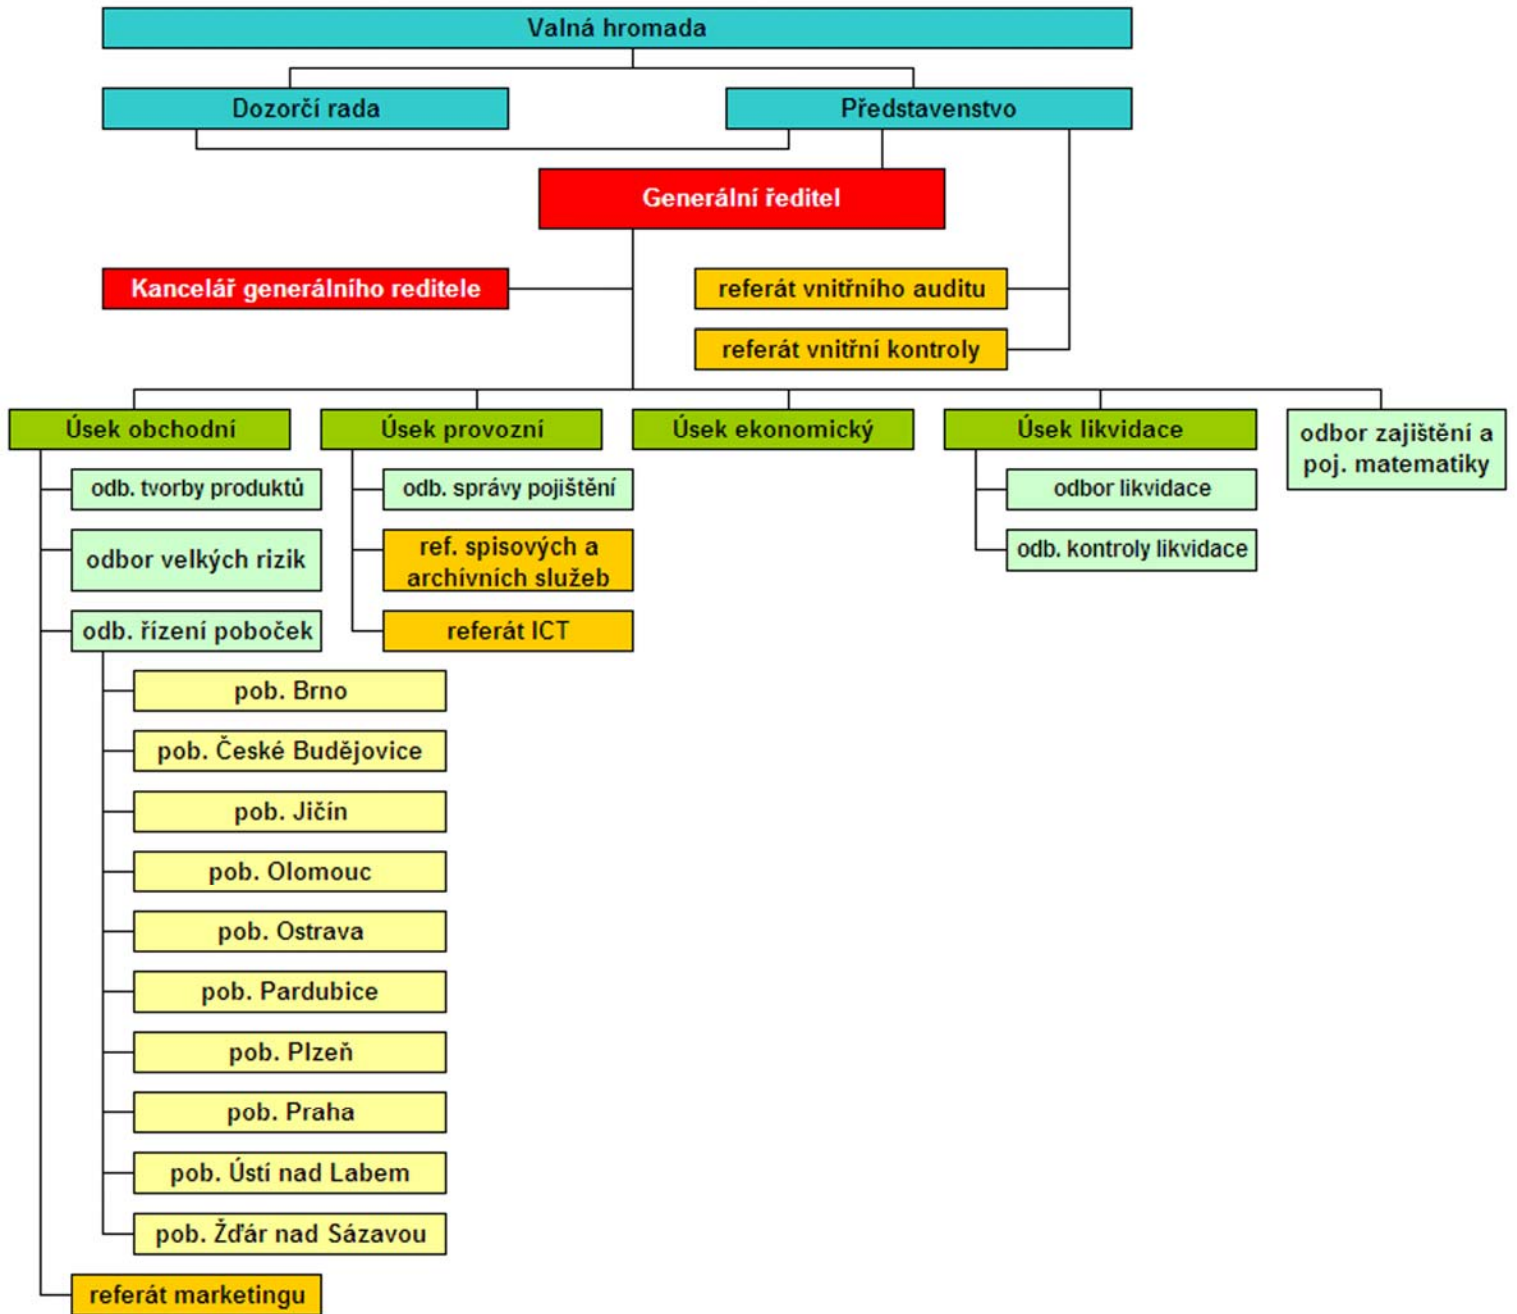 Valná hromada
Dozorčí rada
Představenstvo
Generální ředitel
Kancelář generálního reditele
referát vnitřního auditu
referát vnitřní kontroly
Úsek obchodní
Úsek provozní
Úsek ekonomický
Úsek likvidace
odbor zajištění a
poj. matematiky
odb. tvorby produktů
odbor velkých rizik
odb. řízení poboček
pob. Brno
pob. České Budějovice
pob. Jičín
pob. Olomouc
pob. Ostrava
pob. Pardubice
pob. Plzeň
pob. Praha
pob. Ústí nad Labem
pob. Žďár nad Sázavou
referát marketingu
odb. správy pojištění
ref. spisových a
archívních služeb
referát ICT
odbor likvidace
odb. kontroly likvidace